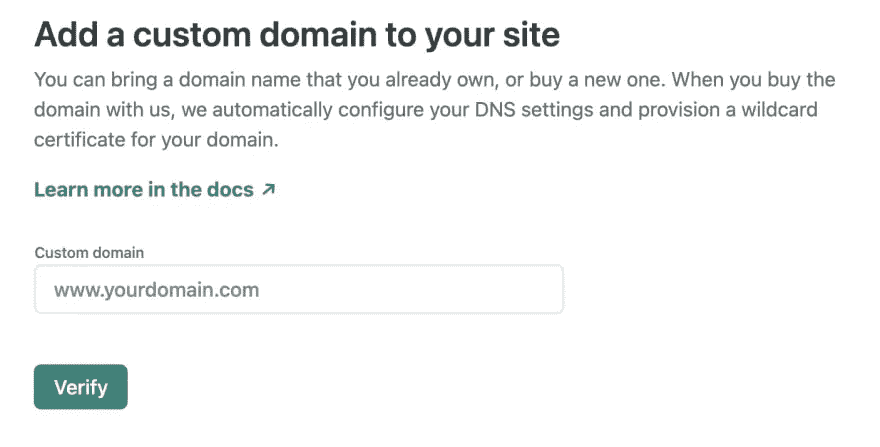 Add a custom domain to your site
You can bring a domain name that you already own, or buy a new one. When you buy the
domain with us, we automatically configure your DNS settings and provision a wildcard
certificate for your domain.
Learn more in the docs ↗
Custom domain
www.yourdomain.com
Verify